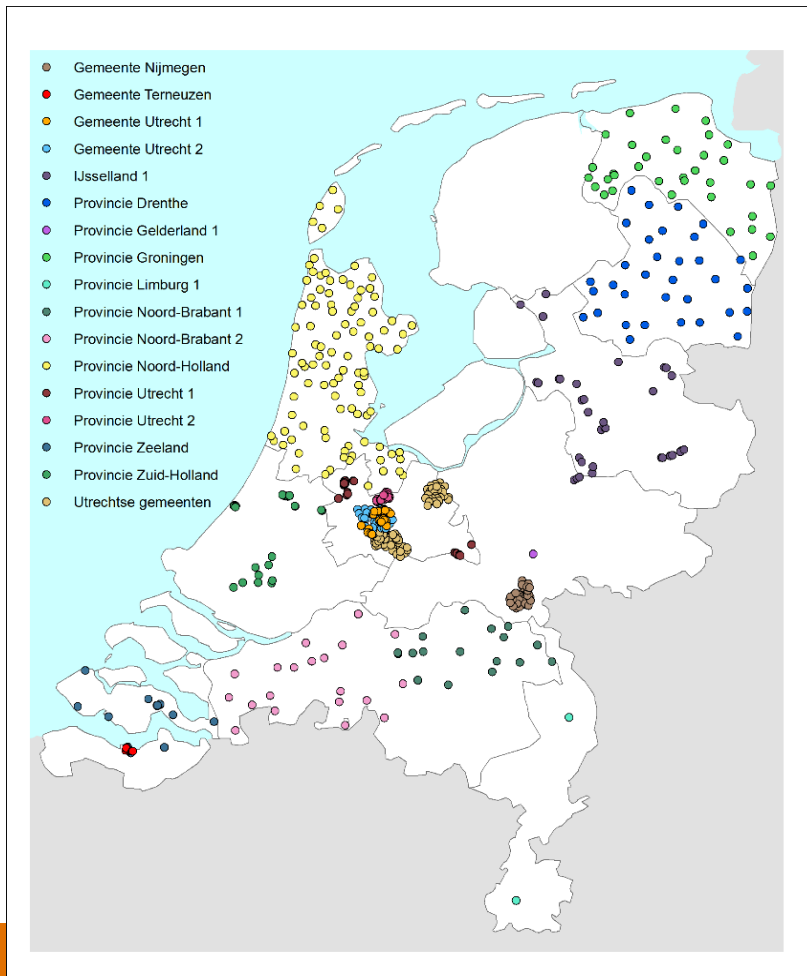 Gemeente Nijmegen
Gemeente Terneuzen
Gemeente Utrecht 1
Gemeente Utrecht 2
IJsselland 1
Provincie Drenthe
Provincie Gelderland 1
Provincie Groningen
Provincie Limburg 1
Provincie Noord-Brabant 1
Provincie Noord-Brabant 2
Provincie Noord-Holland
Provincie Utrecht 1
Provincie Utrecht 2
Provincie Zeeland
Provincie Zuid-Holland
Utrechtse gemeenten